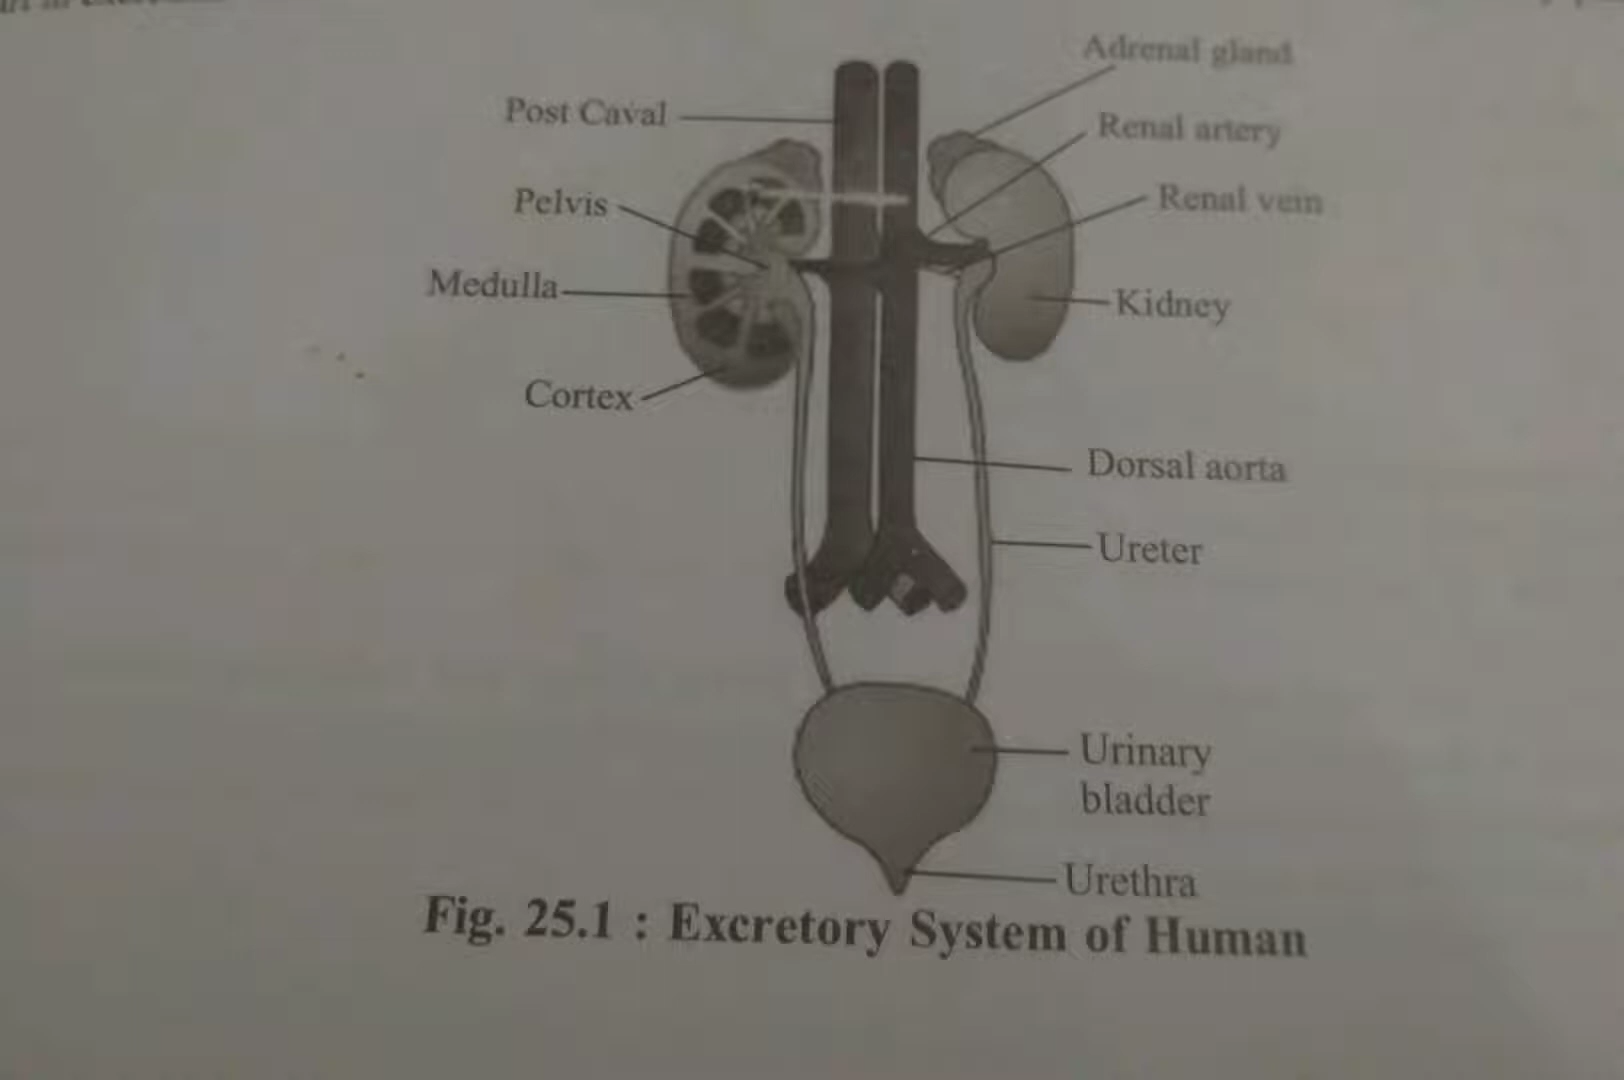 Adrenal gland
Post Caval
Renal artery
Pelvis
Renal vein
Medulla
Kidney
Cortex
Dorsal aorta
Ureter
Urinary
bladder
Urethra
Fig. 25.1 : Excretory System of Human